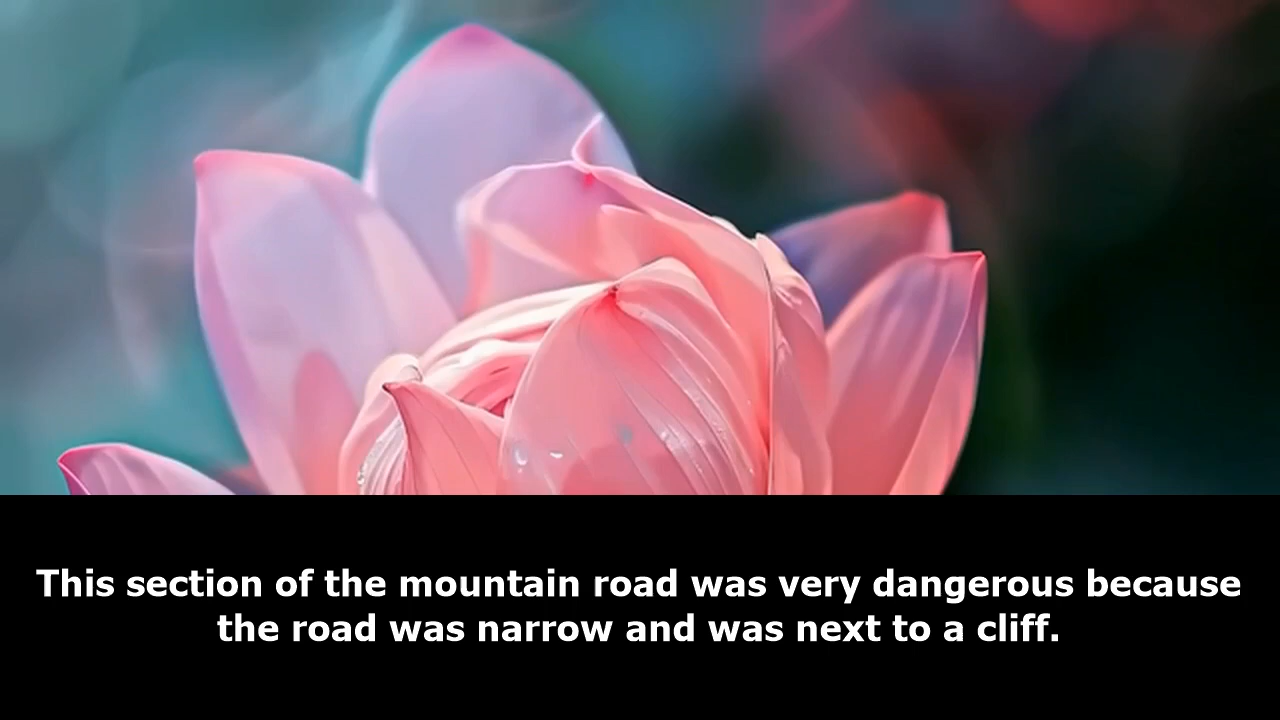 This section of the mountain road was very dangerous because
the road was narrow and was next to a cliff.